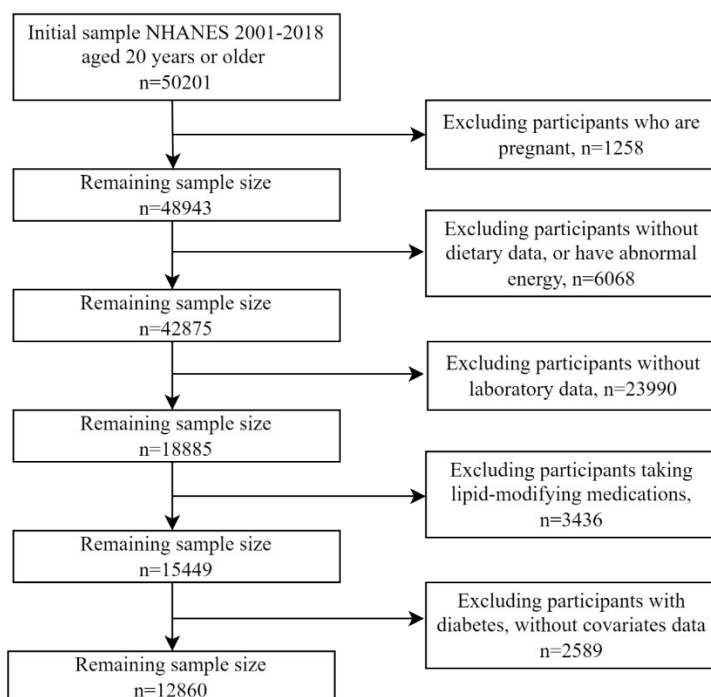 Initial sample NHANES 2001-2018
aged 20 years or older
n=50201
Excluding participants who are
pregnant, n=1258
Remaining sample size
n=48943
Excluding participants without
dietary data, or have abnormal
energy, n=6068
Remaining sample size
n=42875
Excluding participants without
laboratory data, n=23990
Remaining sample size
n=18885
Excluding participants taking
lipid-modifying medications,
n=3436
Remaining sample size
n=15449
Excluding participants with
diabetes, without covariates data
n=2589
Remaining sample size
n=12860